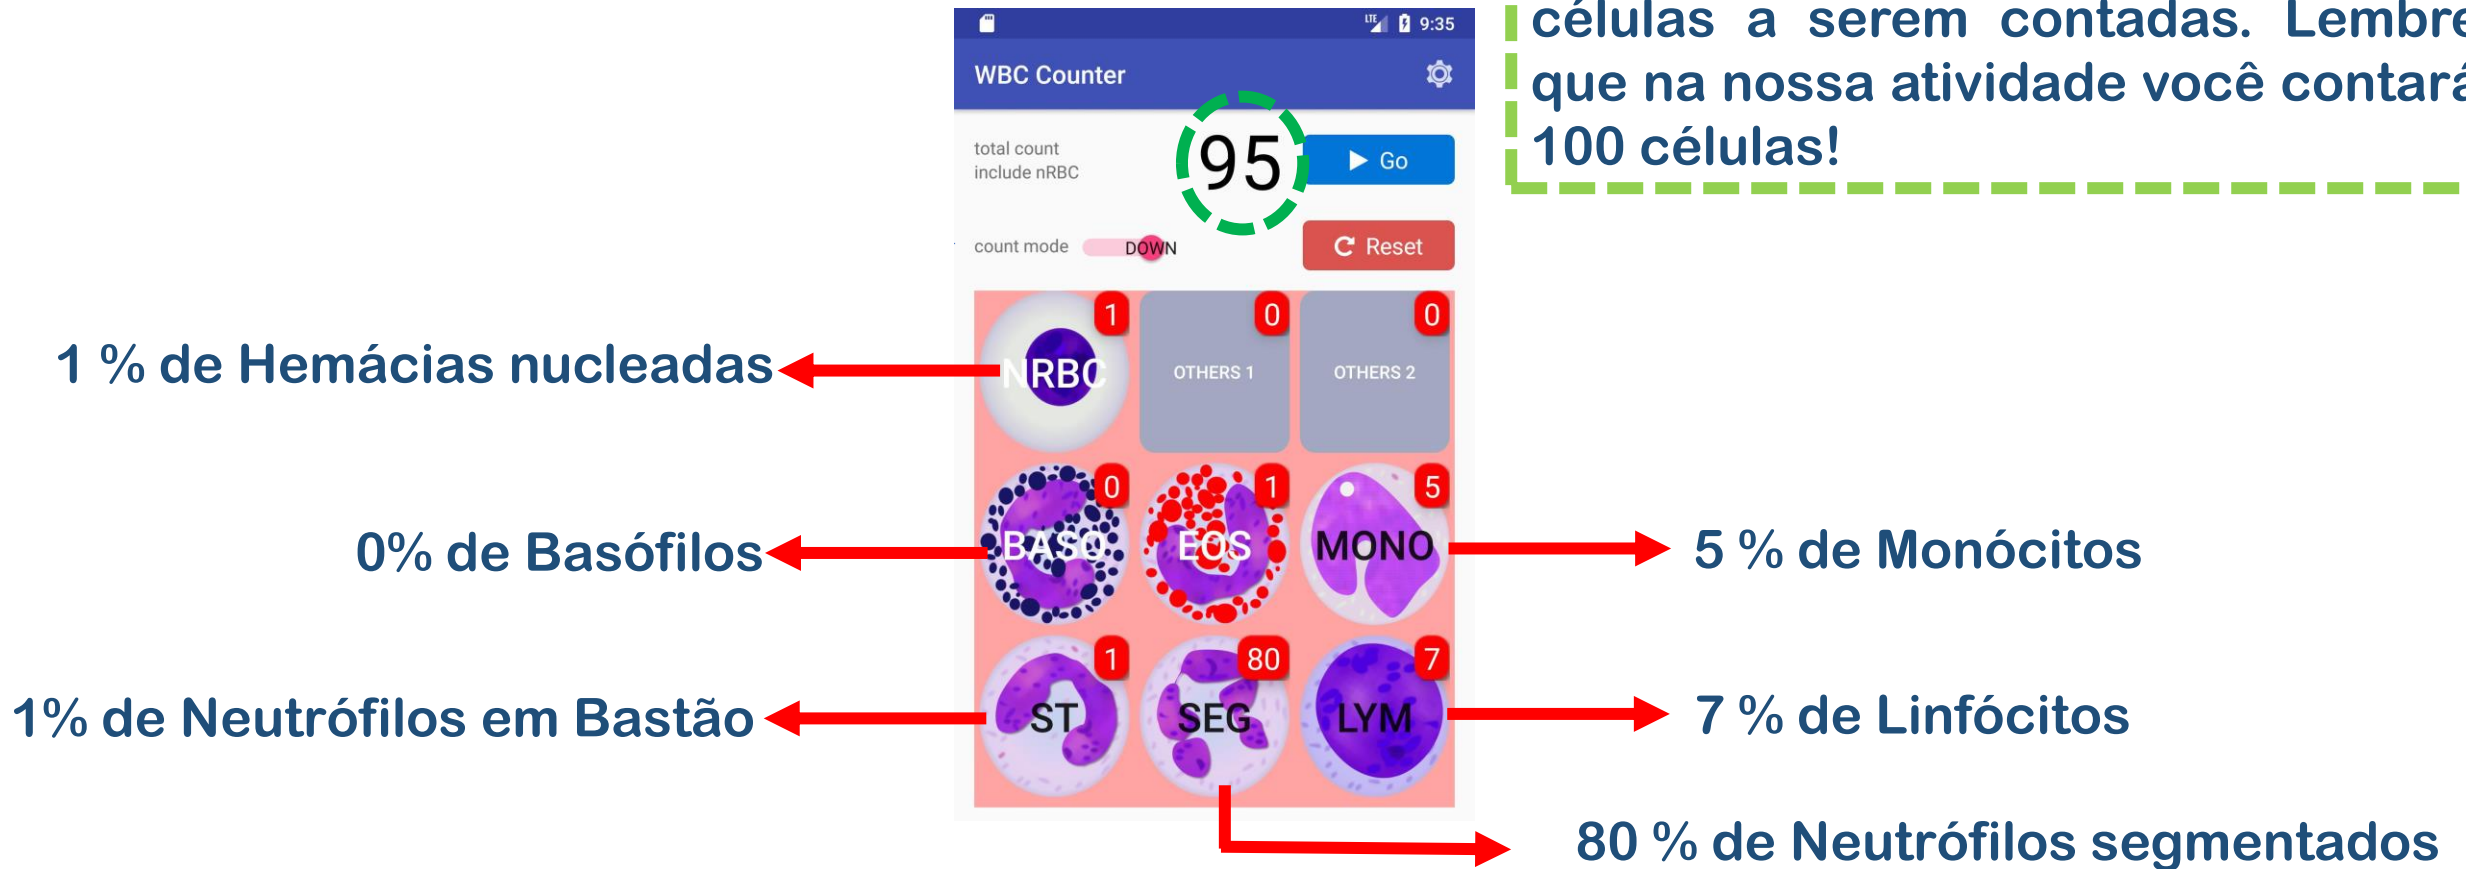 LTE 9:35
WBC Counter
total count
include nRBC
95
Go
count mode
DOWN
Reset
células a serem contadas. Lembre
que na nossa atividade você contará
100 células!
1
0
0
NRBC
OTHERS 1
OTHERS 2
1 % de Hemácias nucleadas
0
1
5
BASO
EOS
MONO
0% de Basófilos
5 % de Monócitos
1
80
7
ST
SEG
LYM
1% de Neutrófilos em Bastão
7 % de Linfócitos
80 % de Neutrófilos segmentados